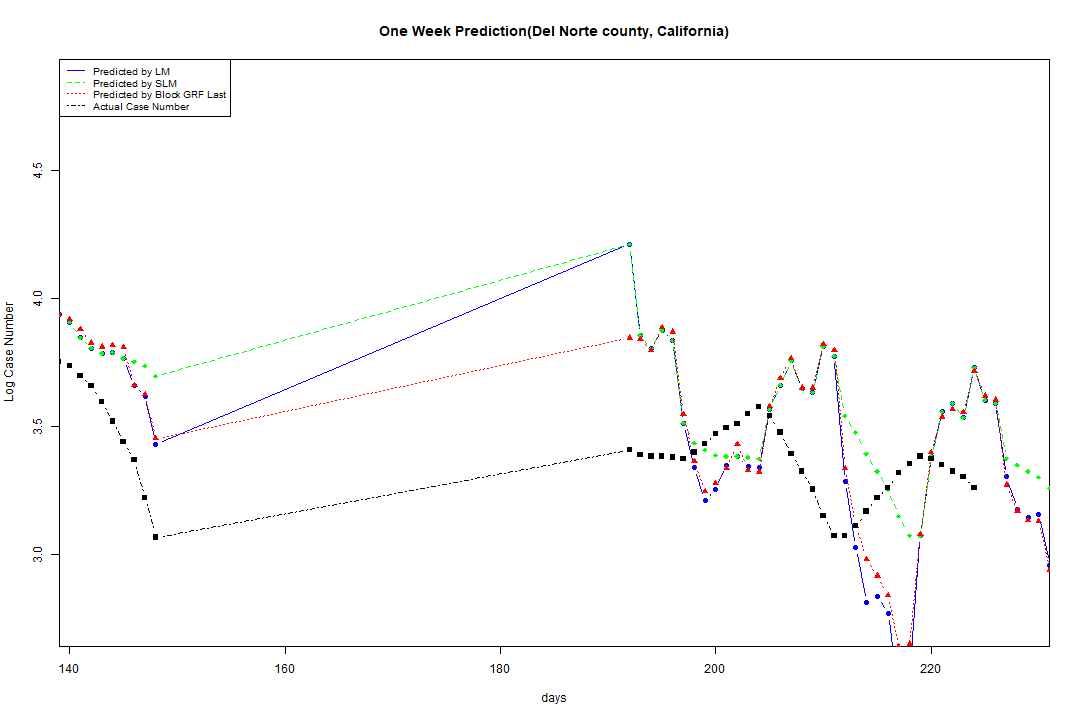 One Week Prediction(Del Norte county, California)
Predicted by LM
Predicted by SLM
Predicted by Block GRF Last
Actual Case Number
4.5
4.0
3.5
3.0
Log Case Number
140 160 180 200 220
days